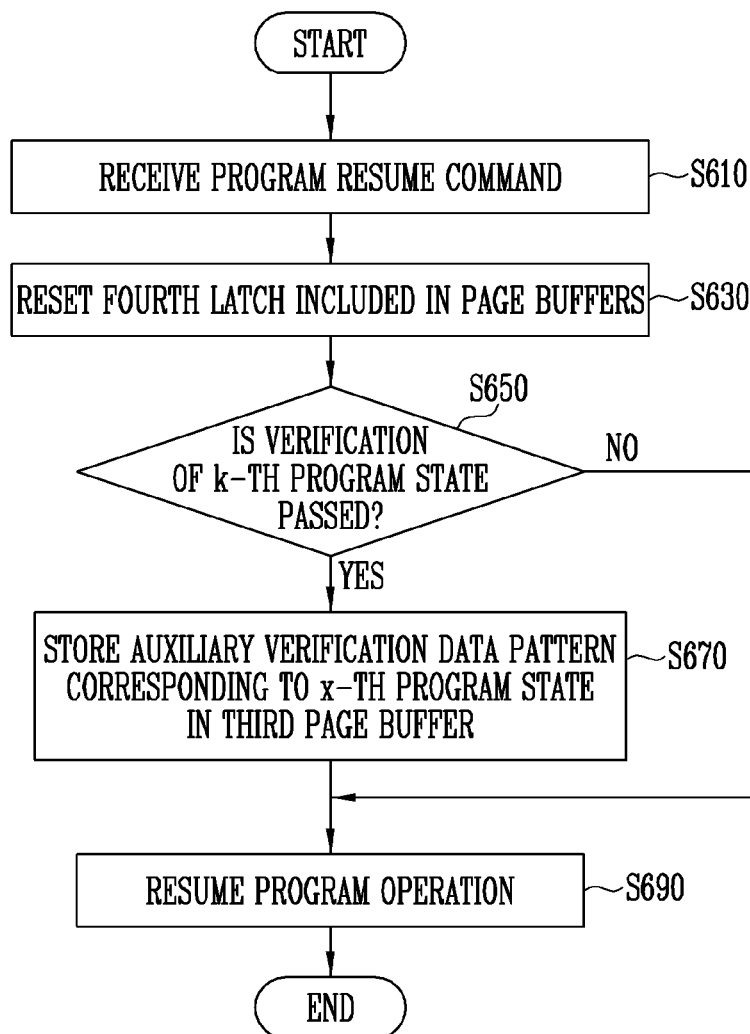 START
RECEIVE PROGRAM RESUME COMMAND
S610
RESET FOURTH LATCH INCLUDED IN PAGE BUFFERS
S630
S650
IS VERIFICATION
OF k-TH PROGRAM STATE
PASSED?
NO
YES
STORE AUXILIARY VERIFICATION DATA PATTERN
CORRESPONDING TO x-TH PROGRAM STATE
IN THIRD PAGE BUFFER
S670
RESUME PROGRAM OPERATION
S690
END